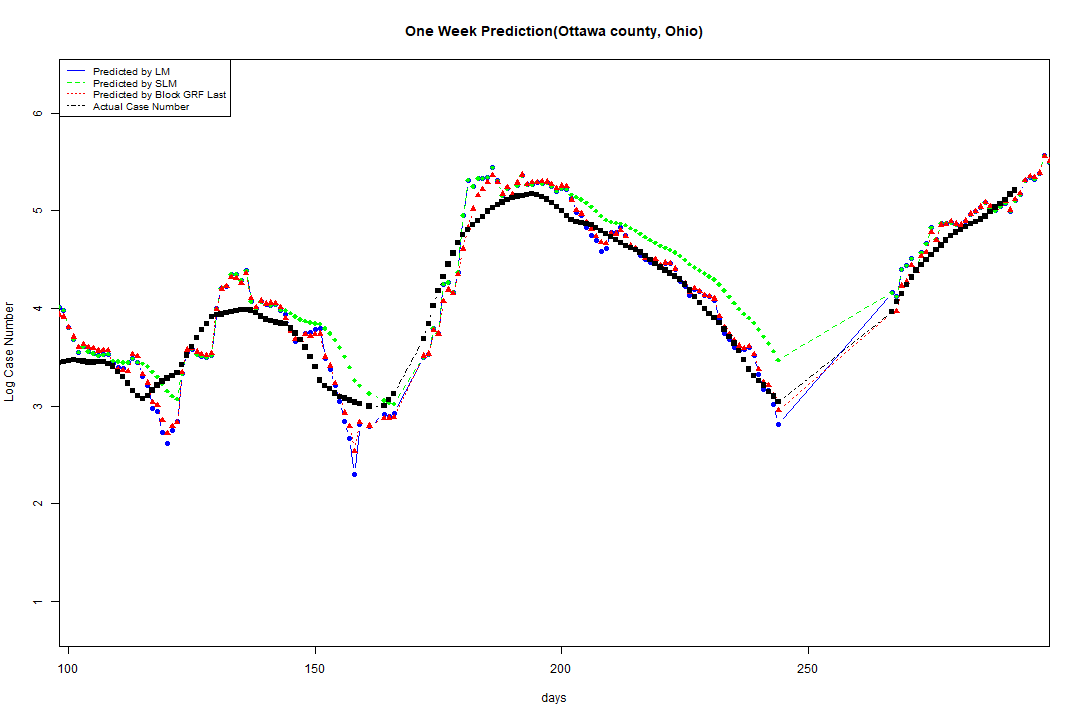 One Week Prediction(Ottawa county, Ohio)
Predicted by LM
Predicted by SLM
Predicted by Block GRF Last
Actual Case Number
Log Case Number
6
5
4
3
2
1
100 150 200 250
days